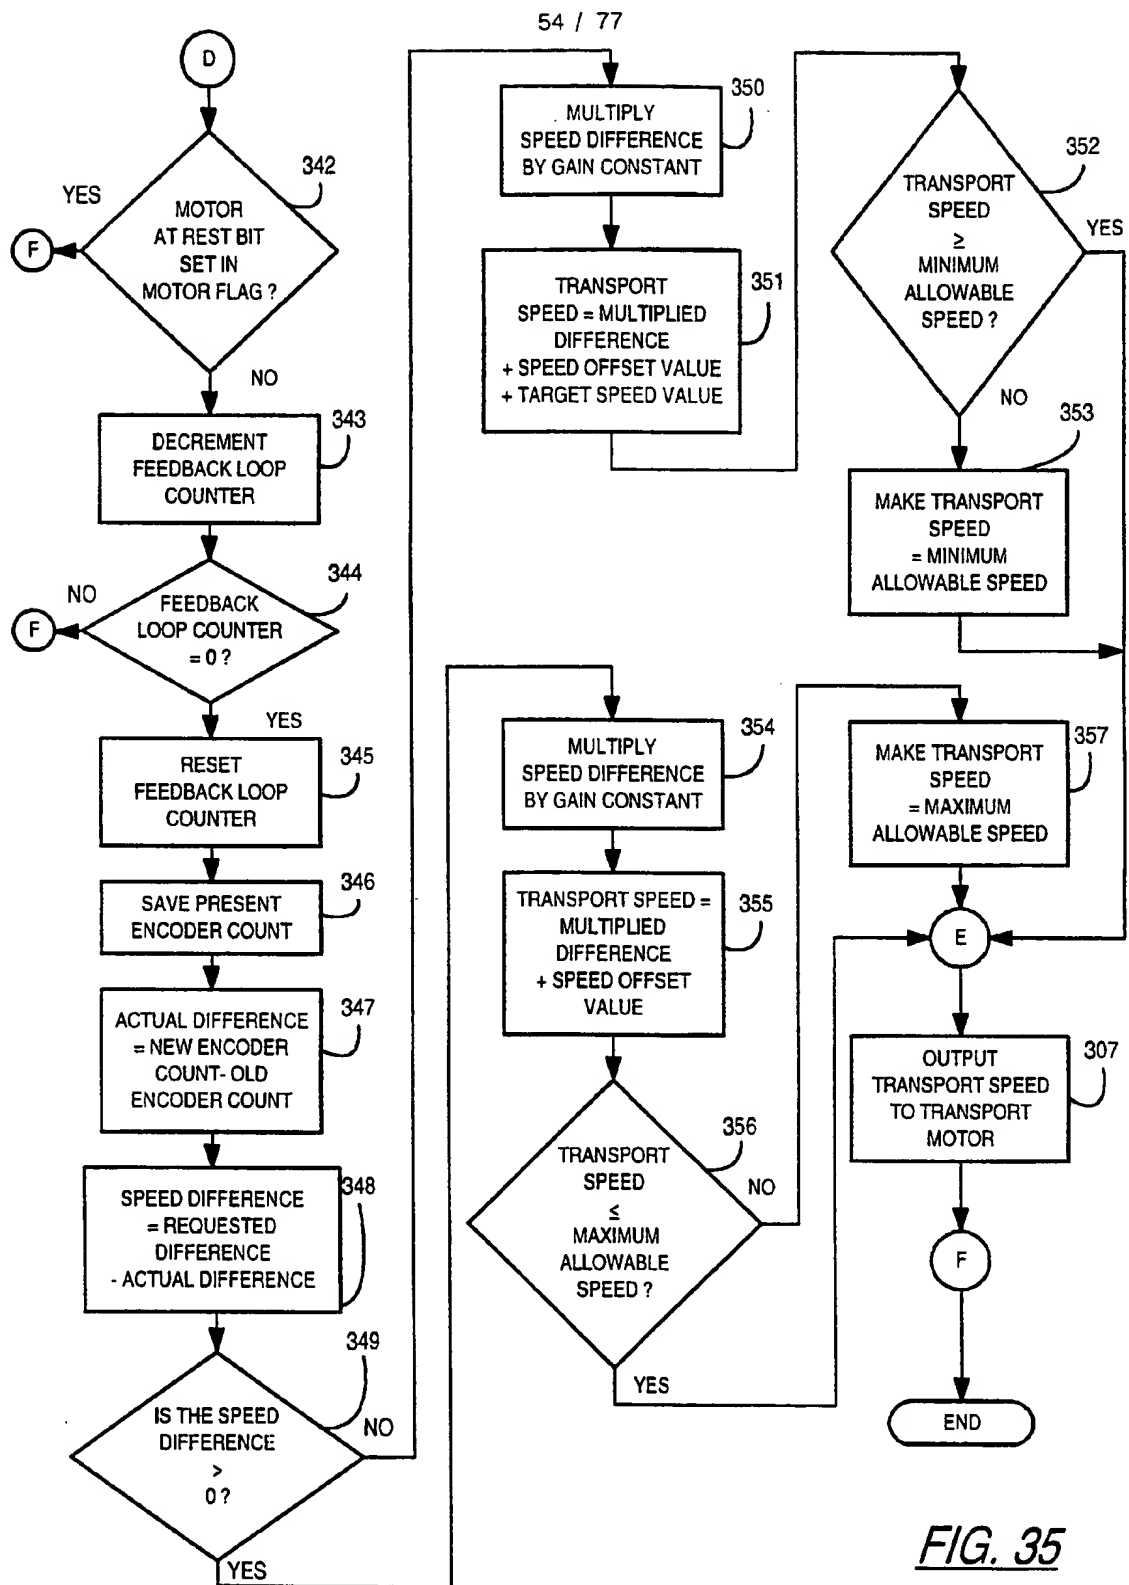 54 / 77
D
342
YES
MOTOR
AT REST BIT
SET IN
MOTOR FLAG ?
F
NO
343
DECREMENT
FEEDBACK LOOP
COUNTER
344
NO
FEEDBACK
LOOP COUNTER
= 0 ?
F
YES
345
RESET
FEEDBACK LOOP
COUNTER
346
SAVE PRESENT
ENCODER COUNT
347
ACTUAL DIFFERENCE
= NEW ENCODER
COUNT- OLD
ENCODER COUNT
348
SPEED DIFFERENCE
= REQUESTED
DIFFERENCE
- ACTUAL DIFFERENCE
349
IS THE SPEED
DIFFERENCE
>
0 ?
NO
YES
350
MULTIPLY
SPEED DIFFERENCE
BY GAIN CONSTANT
351
TRANSPORT
SPEED = MULTIPLIED
DIFFERENCE
+ SPEED OFFSET VALUE
+ TARGET SPEED VALUE
352
TRANSPORT
SPEED
≥
MINIMUM
ALLOWABLE
SPEED ?
YES
NO
353
MAKE TRANSPORT
SPEED
= MINIMUM
ALLOWABLE SPEED
354
MULTIPLY
SPEED DIFFERENCE
BY GAIN CONSTANT
355
TRANSPORT SPEED =
MULTIPLIED
DIFFERENCE
+ SPEED OFFSET
VALUE
356
TRANSPORT
SPEED
≤
MAXIMUM
ALLOWABLE
SPEED ?
NO
YES
357
MAKE TRANSPORT
SPEED
= MAXIMUM
ALLOWABLE SPEED
E
307
OUTPUT
TRANSPORT SPEED
TO TRANSPORT
MOTOR
F
END
FIG. 35